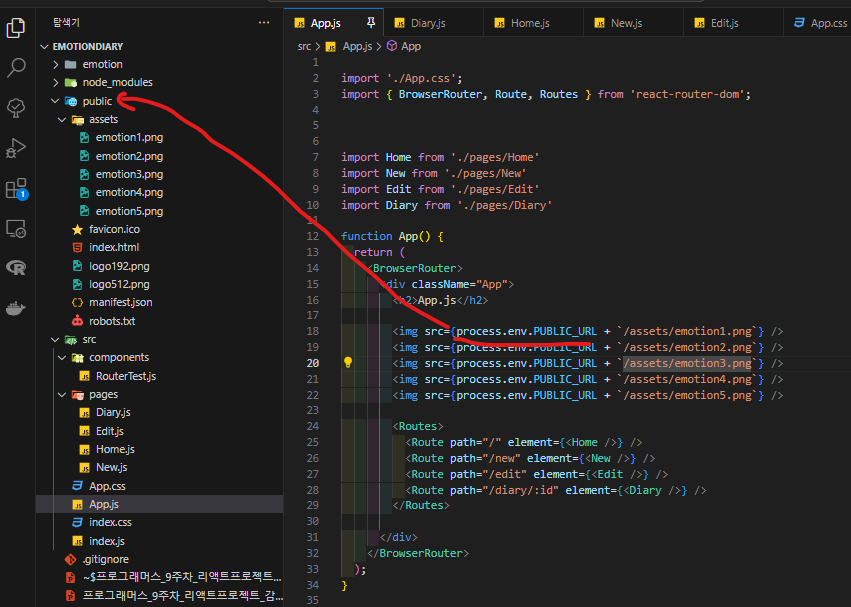 탐색기
EMOTIONDIARY
emotion
node_modules
public
assets
emotion1.png
emotion2.png
emotion3.png
emotion4.png
emotion5.png
favicon.ico
index.html
logo192.png
logo512.png
manifest.json
robots.txt
src
components
RouterTest.js
pages
Diary.js
Edit.js
Home.js
New.js
App.css
App.js
index.css
index.js
.gitignore
~$프로그래머스_9주차_리액트프로젝트...
프로그래머스_9주차_리액트프로젝트_감...
1
App.js
Diary.js
Home.js
New.js
Edit.js
App.css
src > App.js > App
1
2 import './App.css';
3 import { BrowserRouter, Route, Routes } from 'react-router-dom';
4
5
6
7 import Home from './pages/Home'
8 import New from './pages/New'
9 import Edit from './pages/Edit'
10 import Diary from './pages/Diary'
11
12 function App() {
13 return (
14 <BrowserRouter>
15 <div className="App">
16 <h2>App.js</h2>
17
18 <img src={process.env.PUBLIC_URL + `/assets/emotion1.png`} />
19 <img src={process.env.PUBLIC_URL + `/assets/emotion2.png`} />
20 <img src={process.env.PUBLIC_URL + `/assets/emotion3.png`} />
21 <img src={process.env.PUBLIC_URL + `/assets/emotion4.png`} />
22 <img src={process.env.PUBLIC_URL + `/assets/emotion5.png`} />
23
24 <Routes>
25 <Route path="/" element={<Home />} />
26 <Route path="/new" element={<New />} />
27 <Route path="/edit" element={<Edit />} />
28 <Route path="/diary/:id" element={<Diary />} />
29 </Routes>
30
31 </div>
32 </BrowserRouter>
33 );
34 }
35